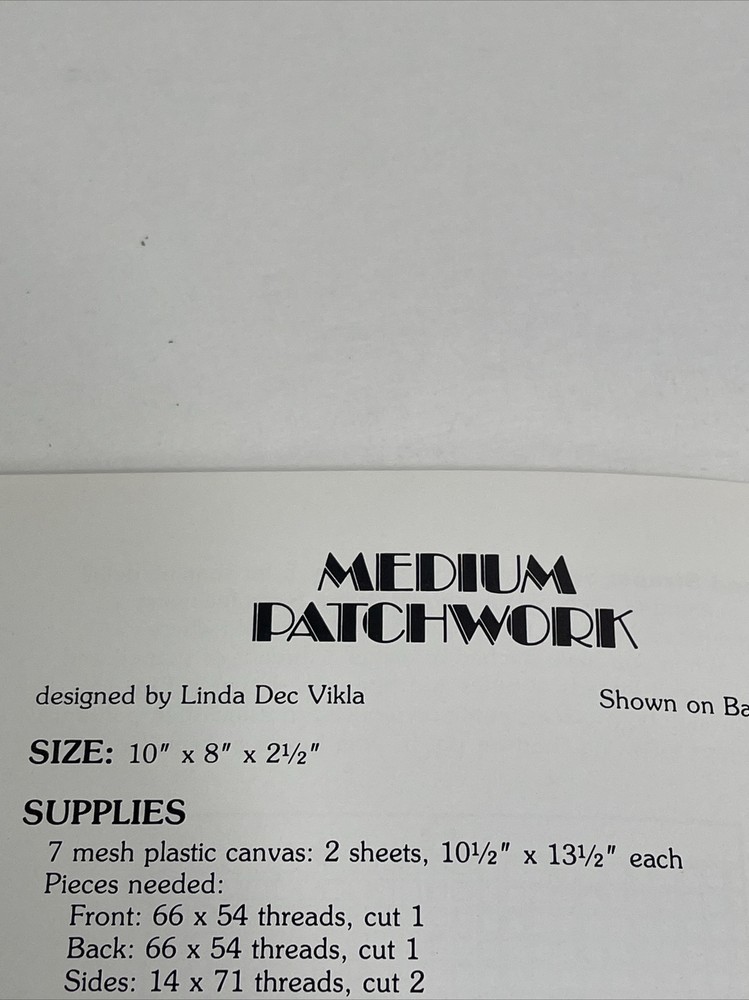 MEDIUM
PATCHWORK
designed by Linda Dec Vikla Shown on
SIZE: 10" x 8" x 2½"
SUPPLIES
7 mesh plastic canvas: 2 sheets, 10½" x 13½" each
Pieces needed:
Front: 66 x 54 threads, cut 1
Back: 66 x 54 threads, cut 1
Sides: 14 x 71 threads, cut 2